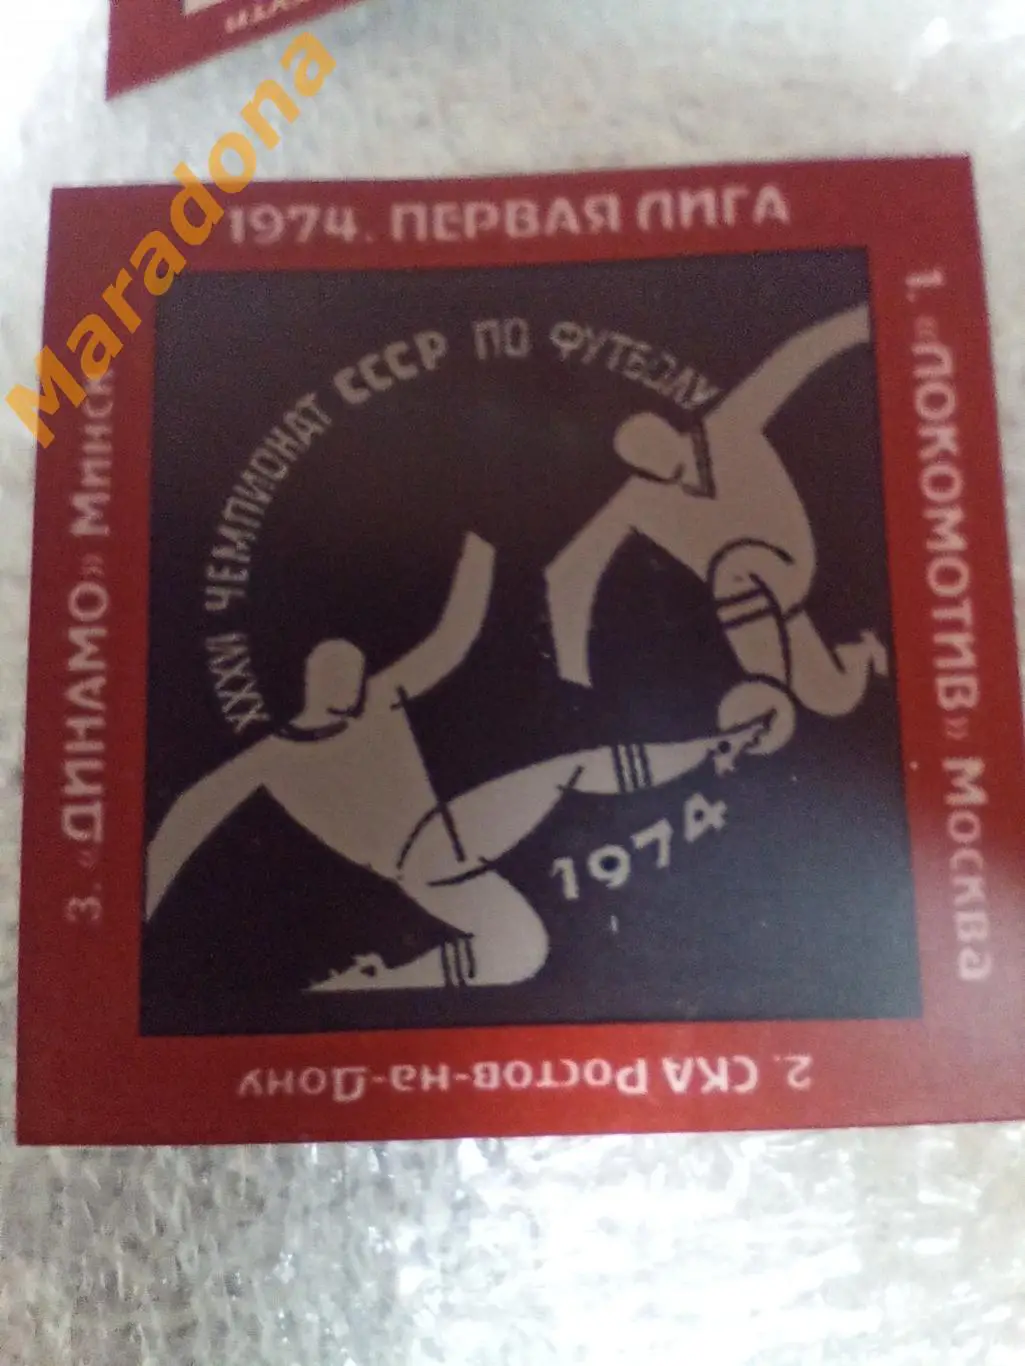 Maradona
1974. ПЕРВАЯ ЛИГА
1. «ЛОКОМОТИВ» МОСКВА
2. СКА РОСТОВ-НА-ДОНУ
3. «ДИНАМО» МИНСК
XXXVI ЧЕМПИОНАТ СССР ПО ФУТБОЛУ
1974